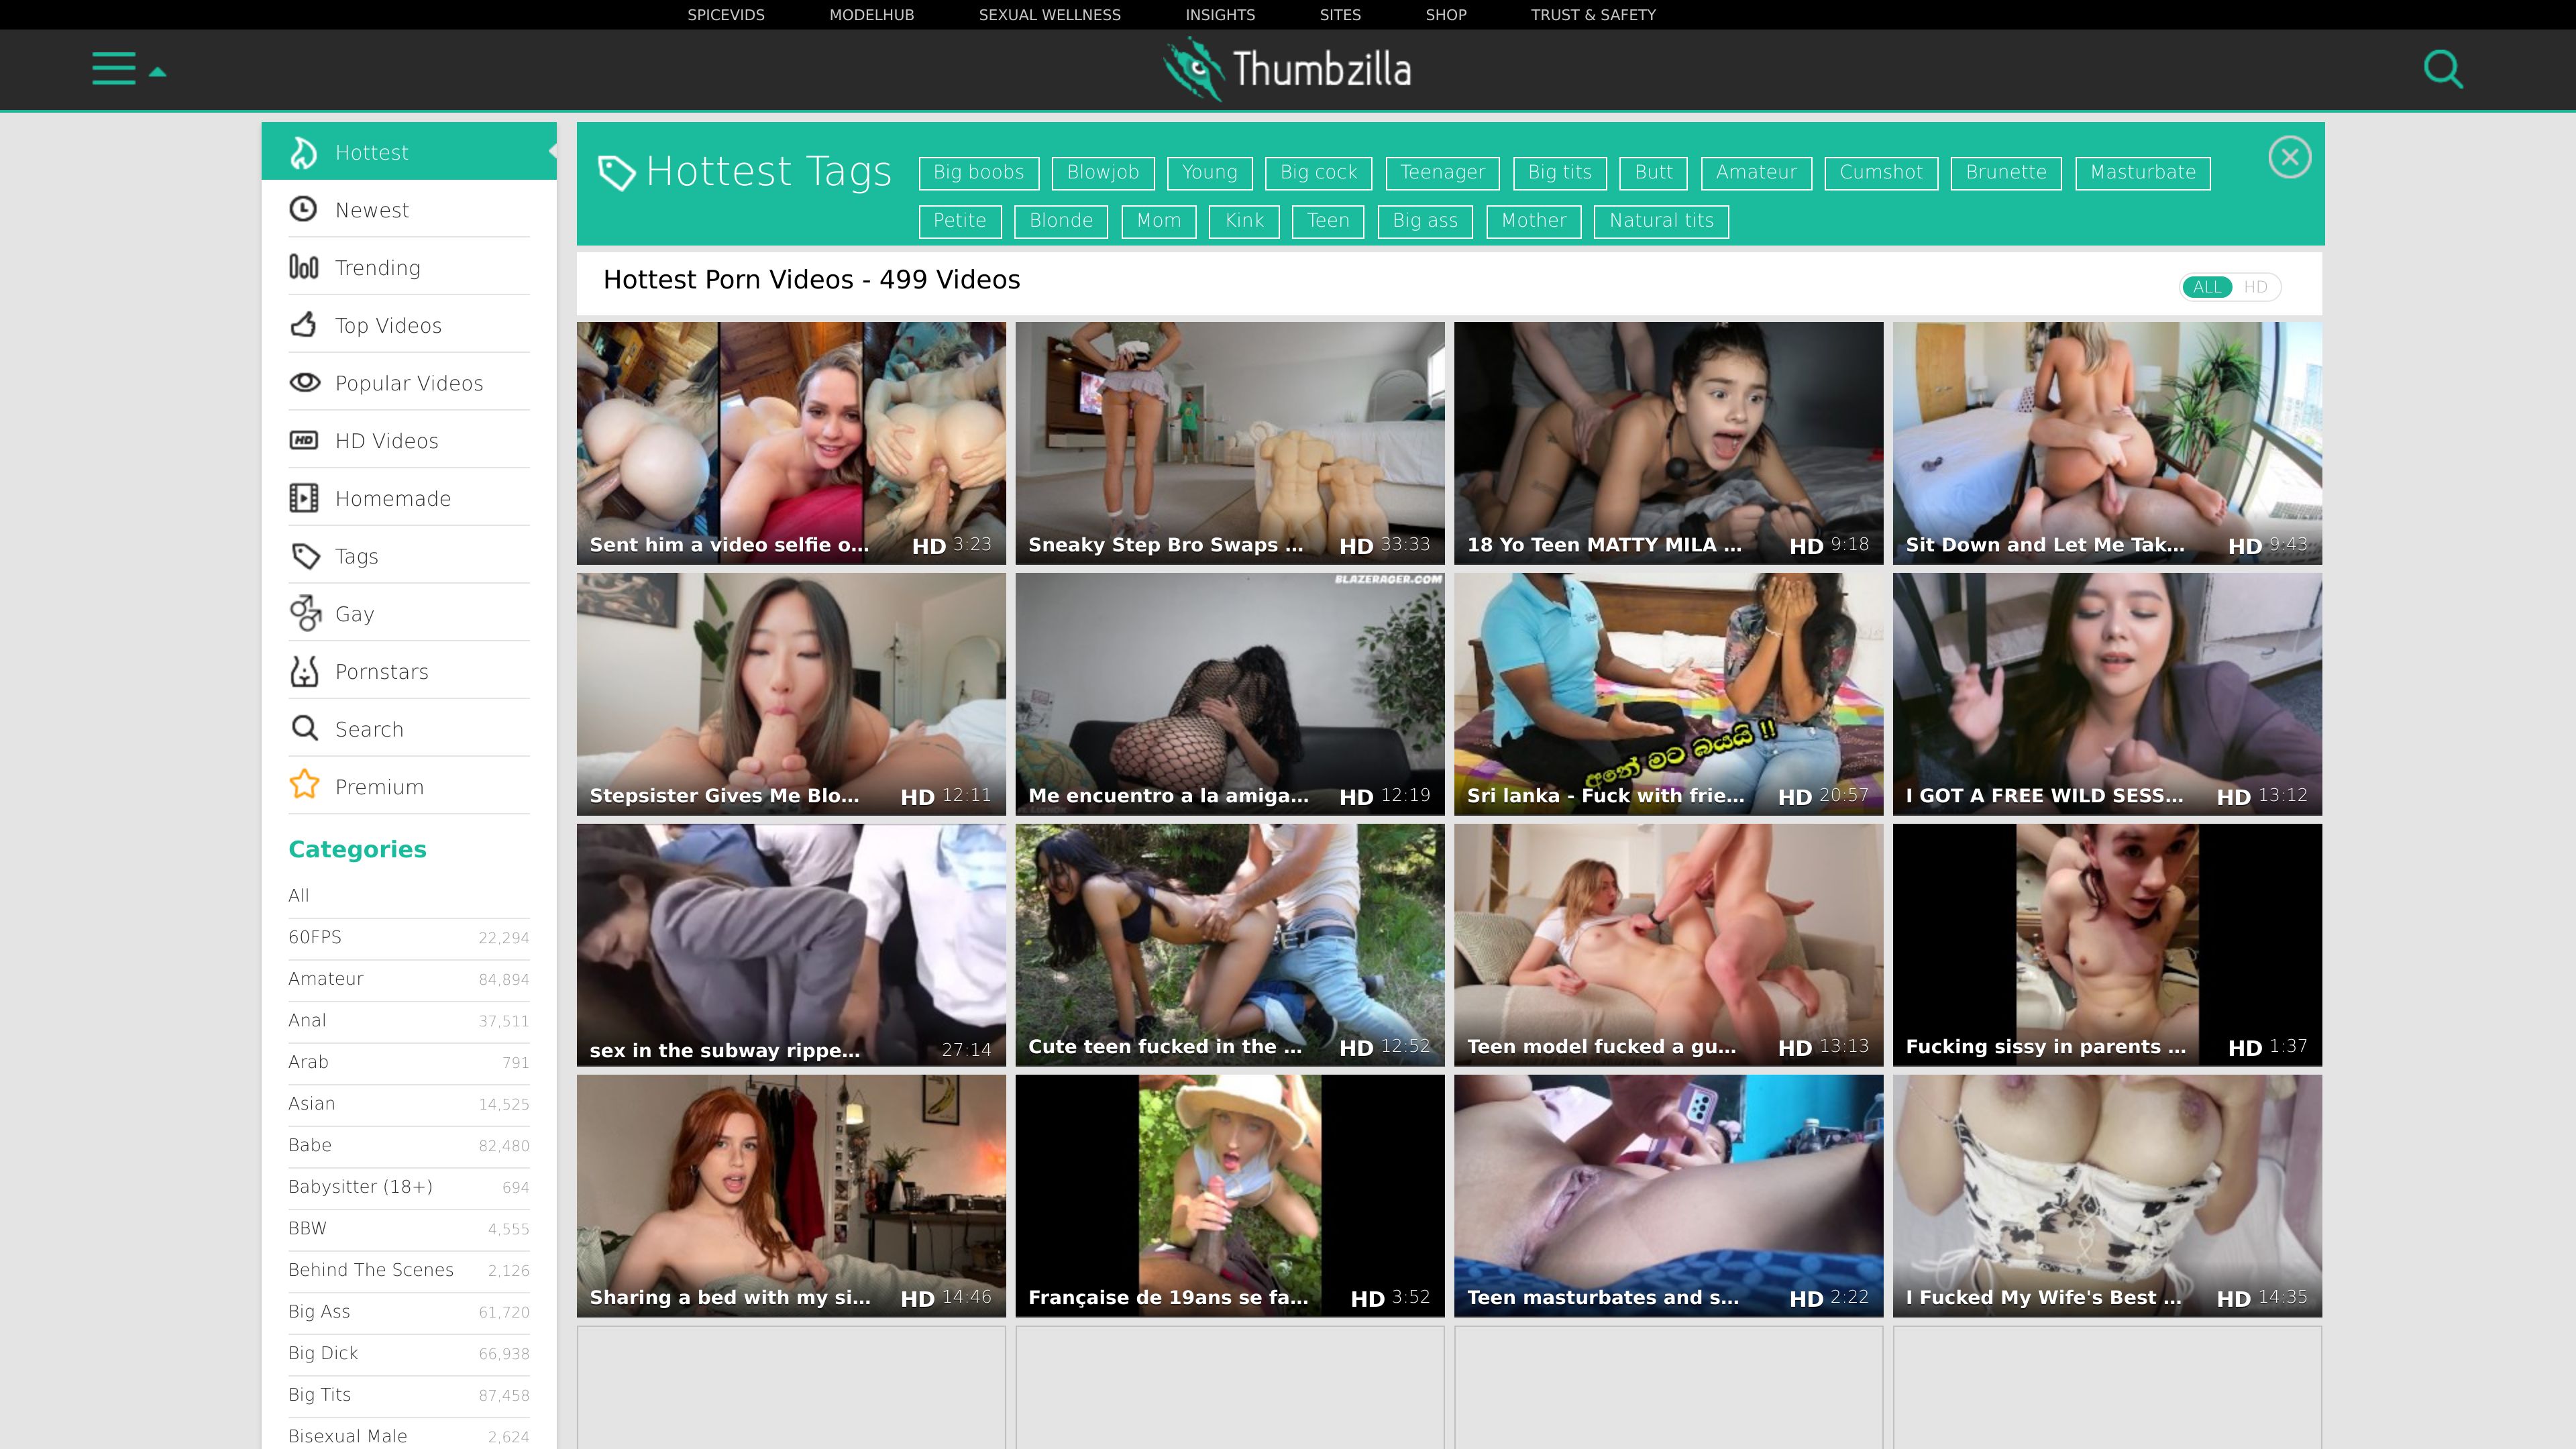 SPICEVIDS MODELHUB SEXUAL WELLNESS INSIGHTS SITES SHOP TRUST & SAFETY
Thumbzilla
Hottest
Newest
Trending
Top Videos
Popular Videos
HD Videos
Homemade
Tags
Gay
Pornstars
Search
Premium
Categories
All
60FPS 22,294
Amateur 84,894
Anal 37,511
Arab 791
Asian 14,525
Babe 82,480
Babysitter (18+) 694
BBW 4,555
Behind The Scenes 2,126
Big Ass 61,720
Big Dick 66,938
Big Tits 87,458
Bisexual Male 2,624
Hottest Tags
Big boobs Blowjob Young Big cock Teenager Big tits Butt Amateur Cumshot Brunette Masturbate
Petite Blonde Mom Kink Teen Big ass Mother Natural tits
Hottest Porn Videos - 499 Videos
ALL HD
Sent him a video selfie o... HD 3:23
Sneaky Step Bro Swaps ... HD 33:33
18 Yo Teen MATTY MILA ... HD 9:18
Sit Down and Let Me Tak... HD 9:43
Stepsister Gives Me Blo... HD 12:11
BLAZERAGER.COM
Me encuentro a la amiga... HD 12:19
අනේ මට බයයි !!
Sri lanka - Fuck with frie... HD 20:57
I GOT A FREE WILD SESS... HD 13:12
sex in the subway rippe... 27:14
Cute teen fucked in the ... HD 12:52
Teen model fucked a gu... HD 13:13
Fucking sissy in parents ... HD 1:37
Sharing a bed with my si... HD 14:46
Française de 19ans se fa... HD 3:52
Teen masturbates and s... HD 2:22
I Fucked My Wife's Best ... HD 14:35